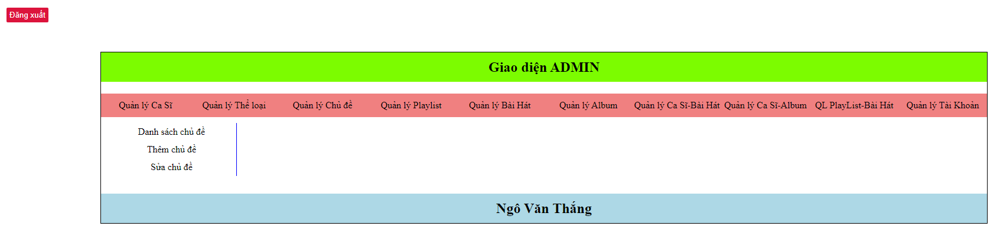 Đăng xuất
Giao diện ADMIN
Quản lý Ca Sĩ Quản lý Thể loại Quản lý Chủ đề Quản lý Playlist Quản lý Bài Hát Quản lý Album Quản lý Ca Sĩ-Bài Hát Quản lý Ca Sĩ-Album QL PlayList-Bài Hát Quản lý Tài Khoản
Danh sách chủ đề
Thêm chủ đề
Sửa chủ đề
Ngô Văn Thắng